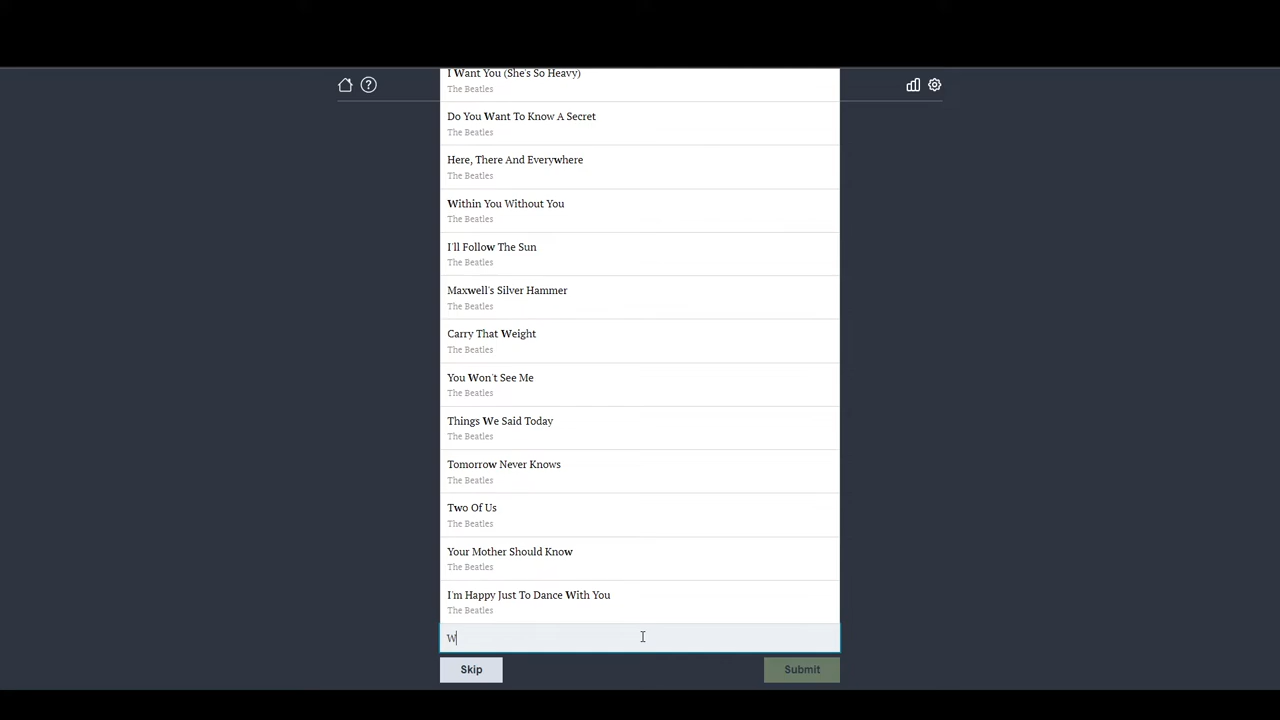 I Want You (She's So Heavy)
The Beatles
Do You Want To Know A Secret
The Beatles
Here, There And Everywhere
The Beatles
Within You Without You
The Beatles
I'll Follow The Sun
The Beatles
Maxwell's Silver Hammer
The Beatles
Carry That Weight
The Beatles
You Won't See Me
The Beatles
Things We Said Today
The Beatles
Tomorrow Never Knows
The Beatles
Two Of Us
The Beatles
Your Mother Should Know
The Beatles
I'm Happy Just To Dance With You
The Beatles
W
Skip Submit